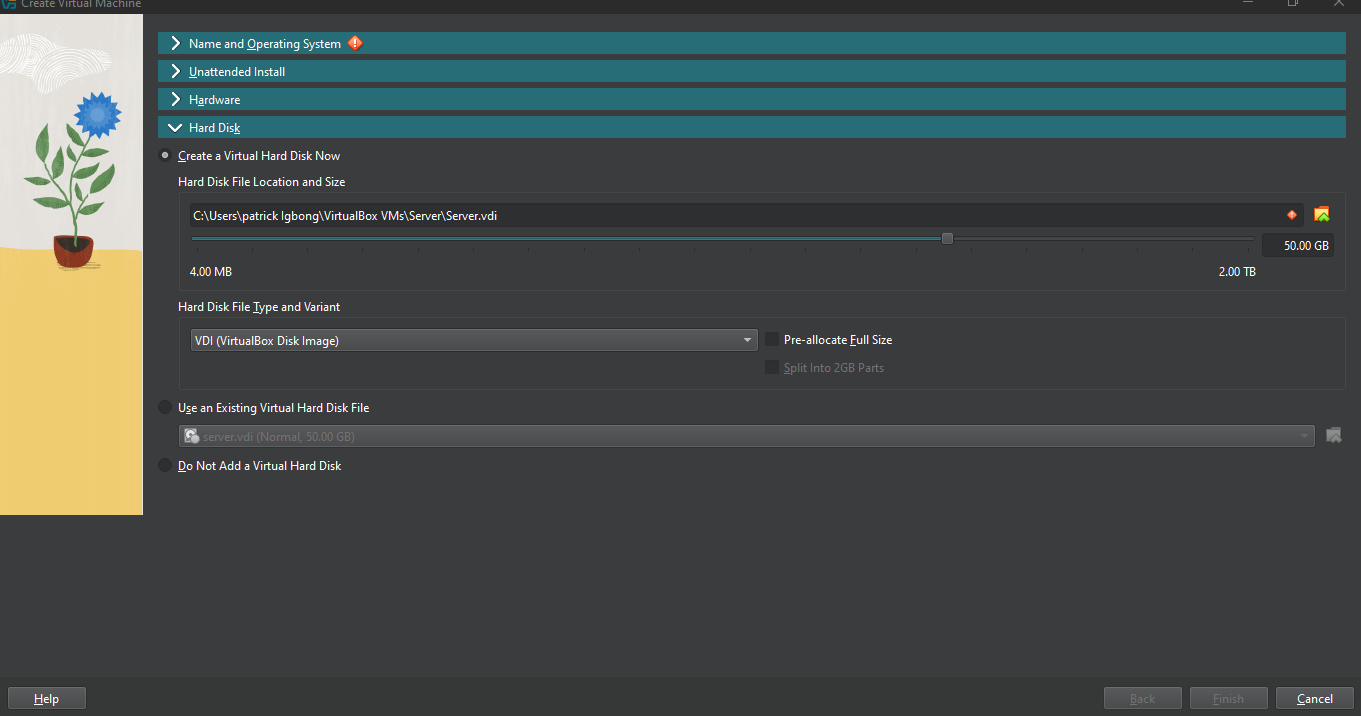 Create Virtual Machine
Name and Operating System
Unattended Install
Hardware
Hard Disk
Create a Virtual Hard Disk Now
Hard Disk File Location and Size
C:\Users\patrick Igbong\VirtualBox VMs\Server\Server.vdi
50.00 GB
4.00 MB 2.00 TB
Hard Disk File Type and Variant
VDI (VirtualBox Disk Image) Pre-allocate Full Size
Split Into 2GB Parts
Use an Existing Virtual Hard Disk File
server.vdi (Normal, 50.00 GB)
Do Not Add a Virtual Hard Disk
Help Back Finish Cancel